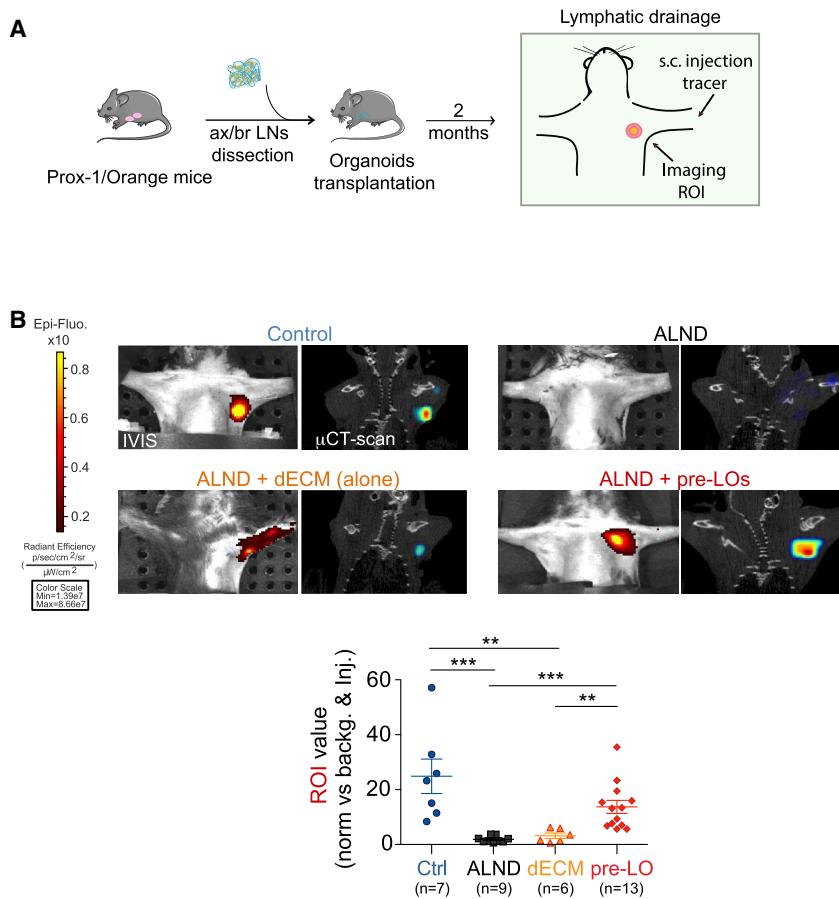 A
Lymphatic drainage
s.c. injection
tracer
2
months
ax/br LNs
dissection
Prox-1/Orange mice
Organoids
transplantation
Imaging
ROI
B
Epi-Fluo.
x10
0.8
0.6
0.4
0.2
Radiant Efficiency
( p/sec/cm²/sr )
µW/cm²
Color Scale
Min=1.39e7
Max=8.66e7
Control
ALND
IVIS
µCT-scan
ALND + dECM (alone)
ALND + pre-LOs
**
***
***
**
ROI value
(norm vs backg. & Inj.)
60
40
20
0
Ctrl ALND dECM pre-LO
(n=7) (n=9) (n=6) (n=13)